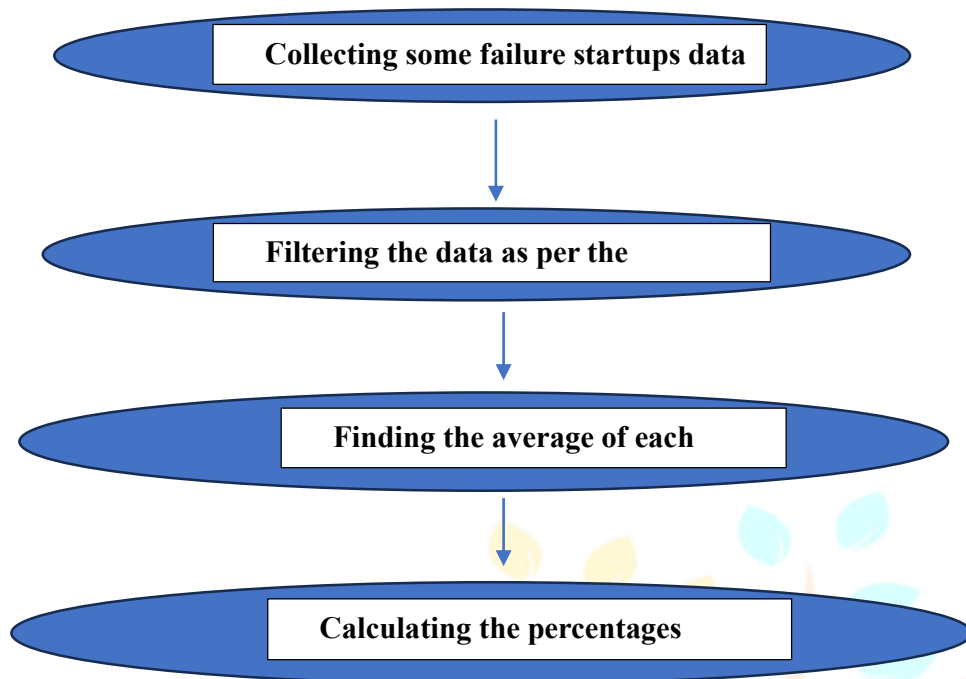 Collecting some failure startups data
Filtering the data as per the
Finding the average of each
Calculating the percentages